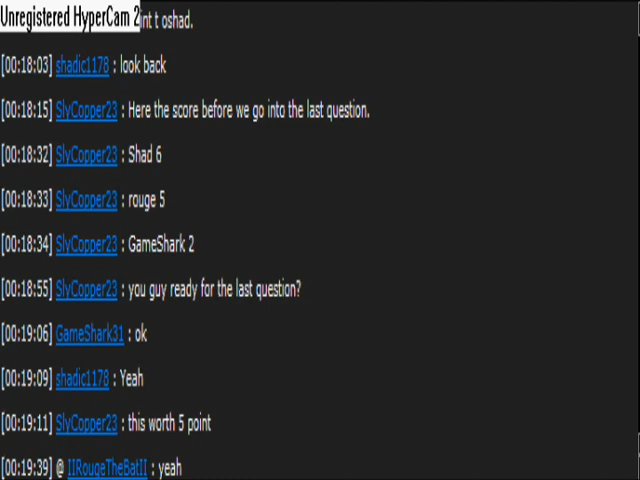 Unregistered HyperCam 2int t oshad.
[00:18:03] shadic1178 : look back
[00:18:15] SlyCopper23 : Here the score before we go into the last question.
[00:18:32] SlyCopper23 : Shad 6
[00:18:33] SlyCopper23 : rouge 5
[00:18:34] SlyCopper23 : GameShark 2
[00:18:55] SlyCopper23 : you guy ready for the last question?
[00:19:06] GameShark31 : ok
[00:19:09] shadic1178 : Yeah
[00:19:11] SlyCopper23 : this worth 5 point
[00:19:39] @ IIRougeTheBatII : yeah